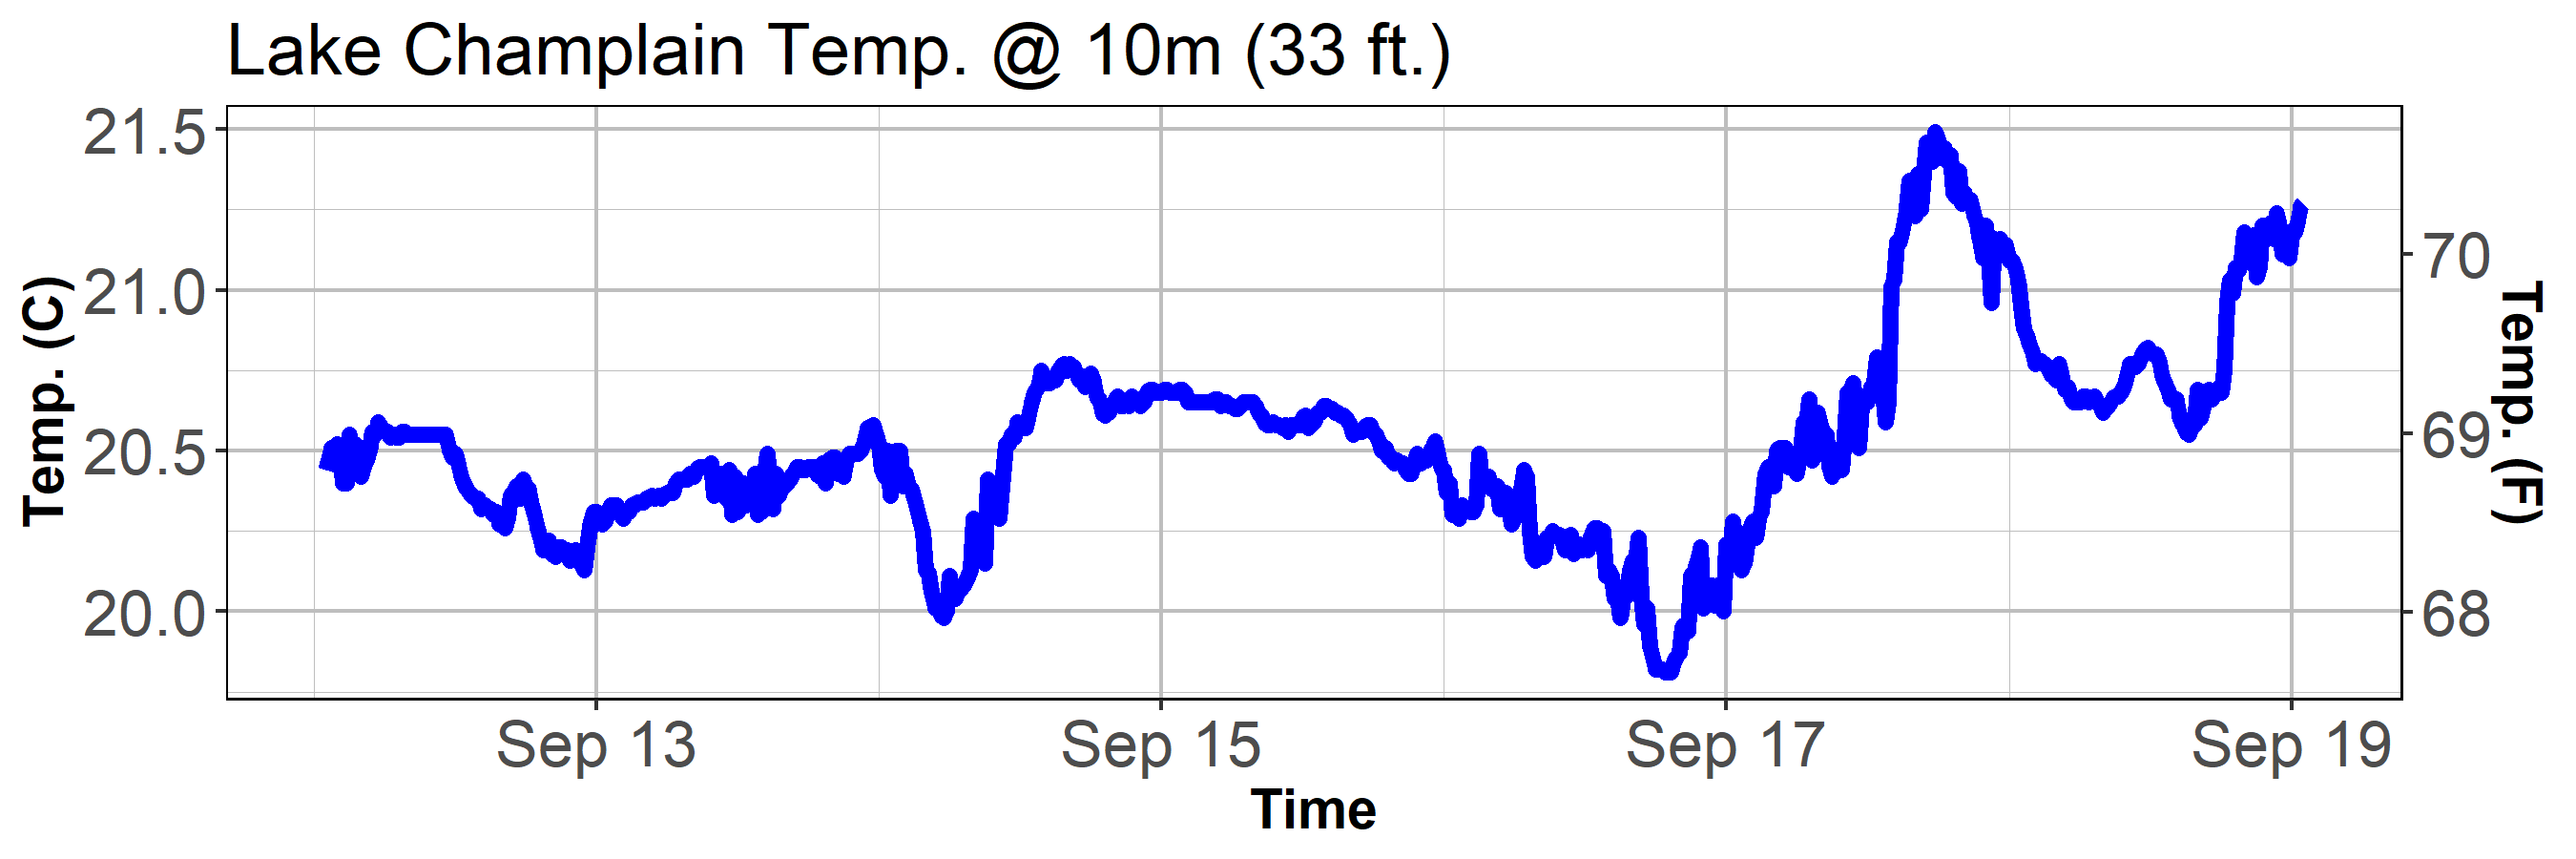 Lake Champlain Temp. @ 10m (33 ft.)
21.5
21.0
20.5
20.0
Temp. (C)
70
69
68
Temp. (F)
Sep 13
Sep 15
Sep 17
Sep 19
Time